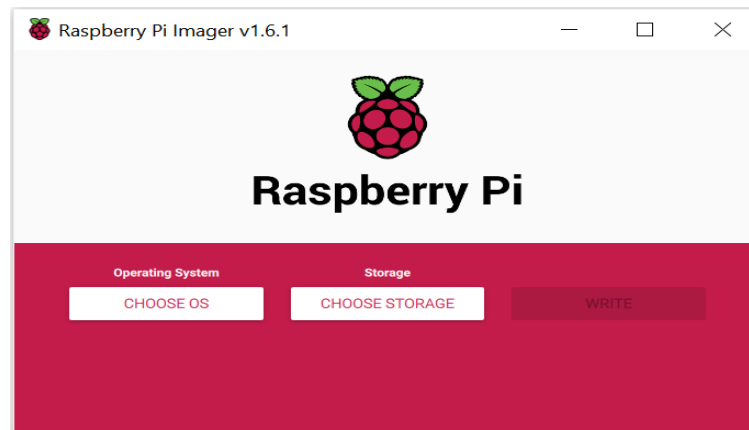 Raspberry Pi Imager v1.6.1
Raspberry Pi
Operating System
Storage
CHOOSE OS
CHOOSE STORAGE
WRITE